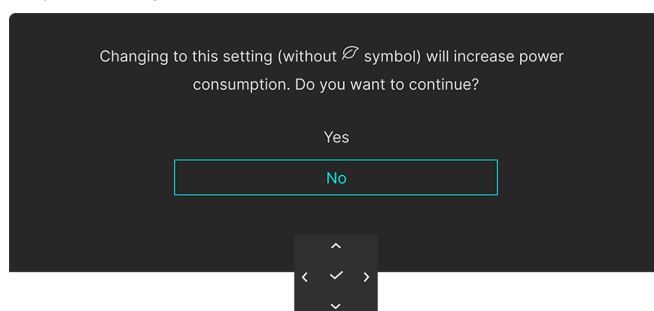 Changing to this setting (without symbol) will increase power
consumption. Do you want to continue?
Yes
No